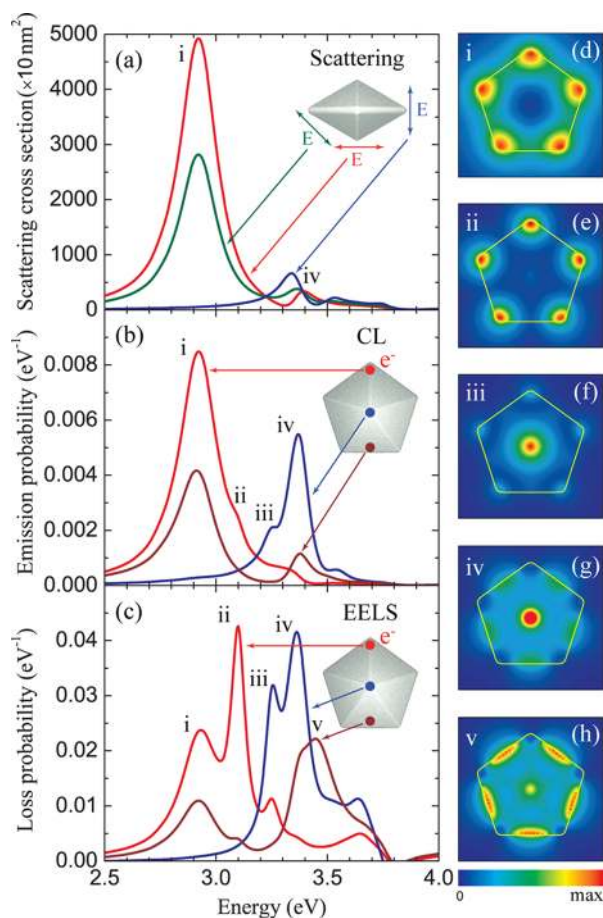 Scattering cross section(×10nm²)
5000
4000
3000
2000
1000
0
(a)
i
Scattering
E
E
E
iv
Emission probability (eV⁻¹)
0.008
0.006
0.004
0.002
0.000
(b)
CL
i
e⁻
iv
ii
iii
Loss probability (eV⁻¹)
0.04
0.03
0.02
0.01
0.00
(c)
EELS
ii
e⁻
iv
iii
i
v
2.5
3.0
3.5
4.0
Energy (eV)
i
(d)
ii
(e)
iii
(f)
iv
(g)
v
(h)
0
max